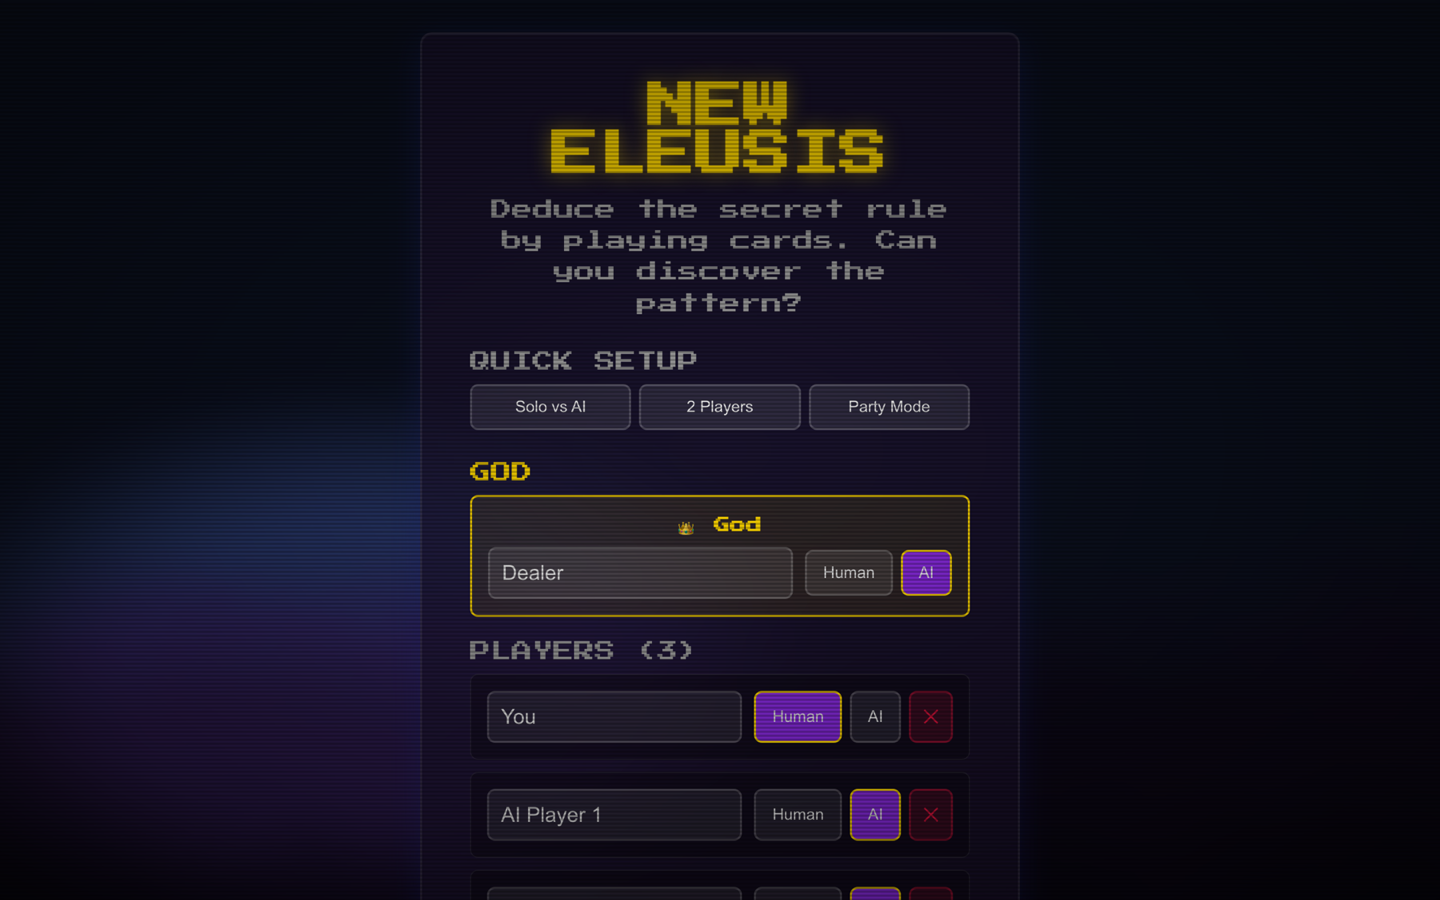 NEW
ELEUSIS
Deduce the secret rule
by playing cards. Can
you discover the
pattern?
QUICK SETUP
Solo vs AI
2 Players
Party Mode
GOD
God
Dealer
Human
AI
PLAYERS (3)
You
Human
AI
AI Player 1
Human
AI